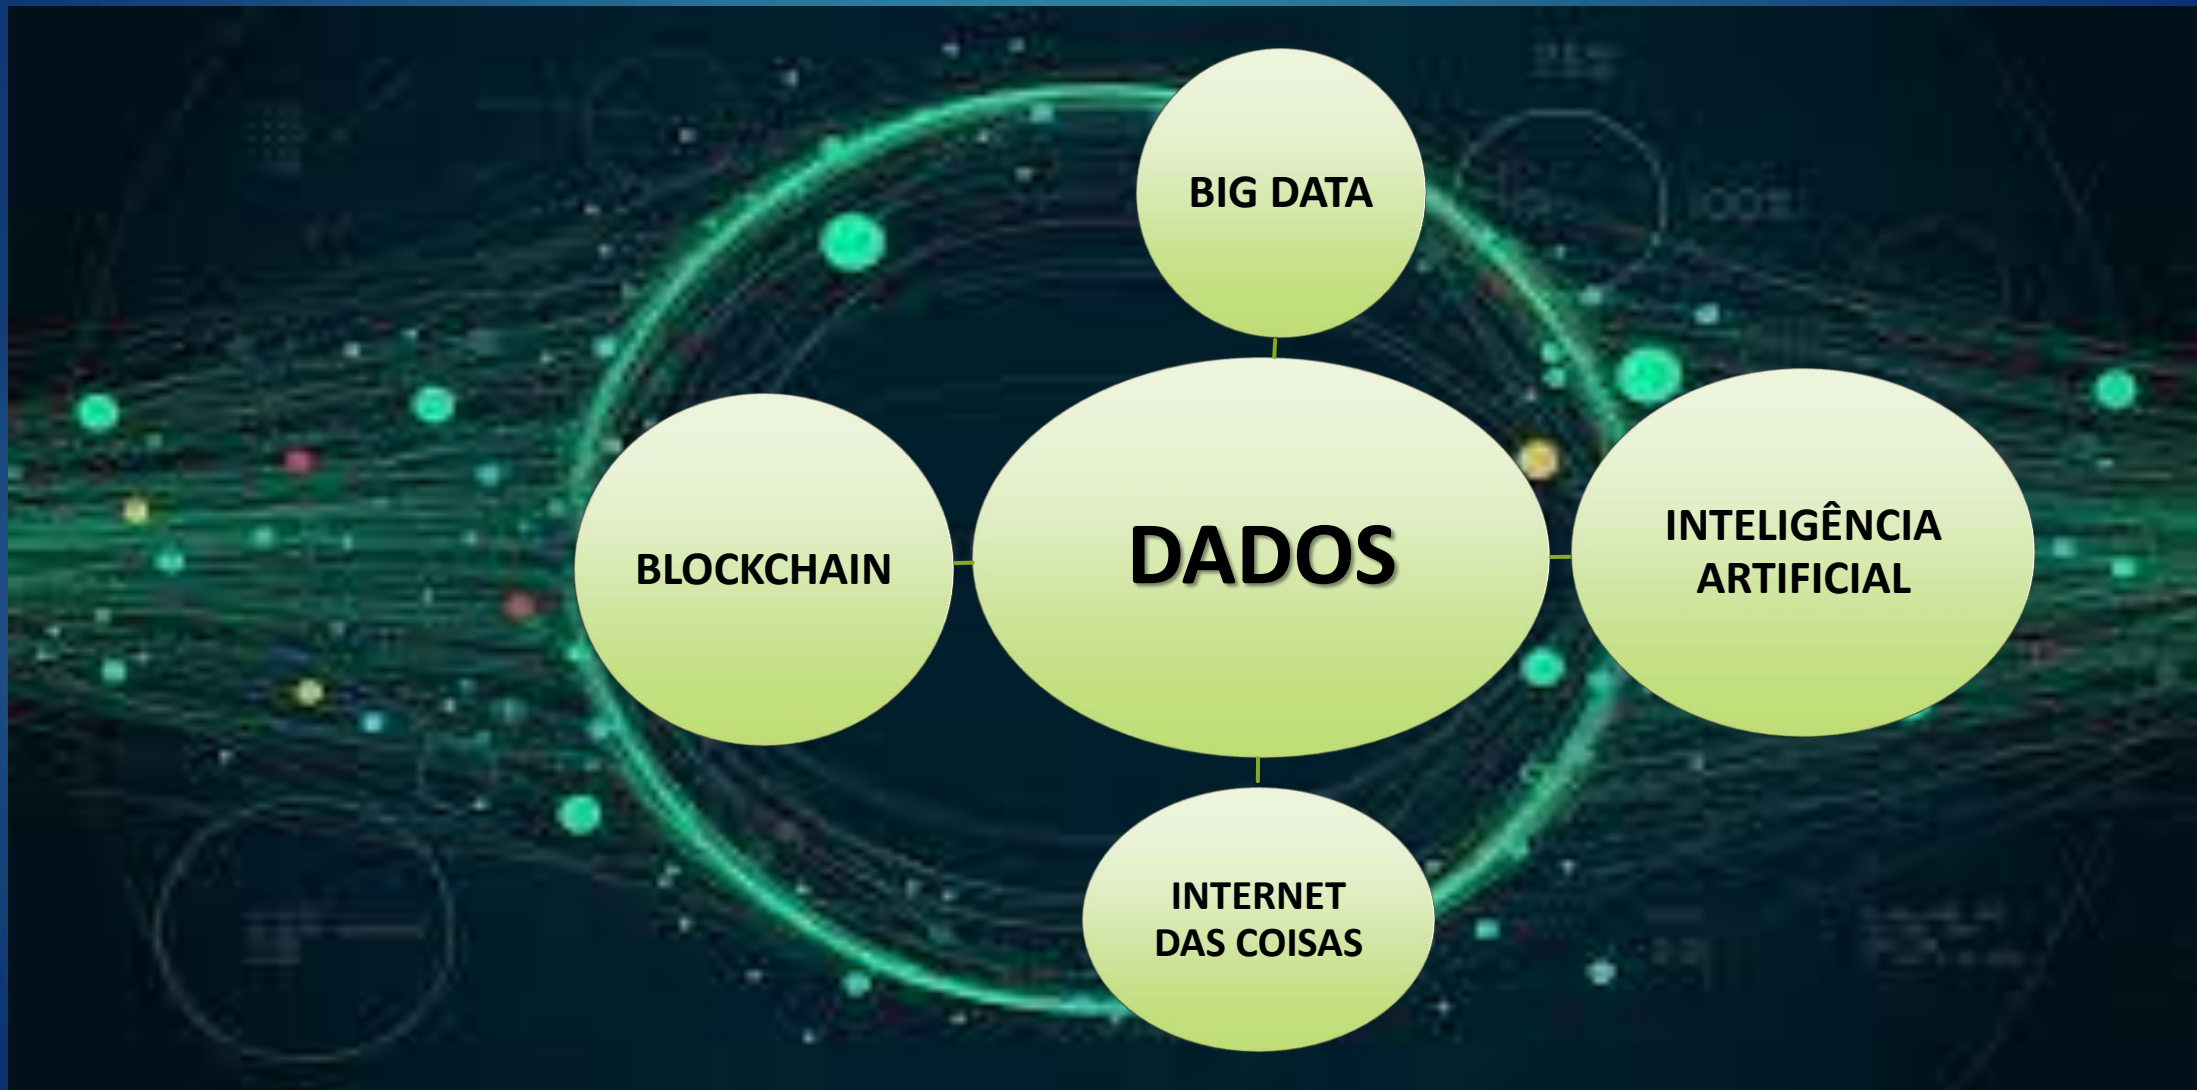 BIG DATA
BLOCKCHAIN
DADOS
INTELIGÊNCIA
ARTIFICIAL
INTERNET
DAS COISAS